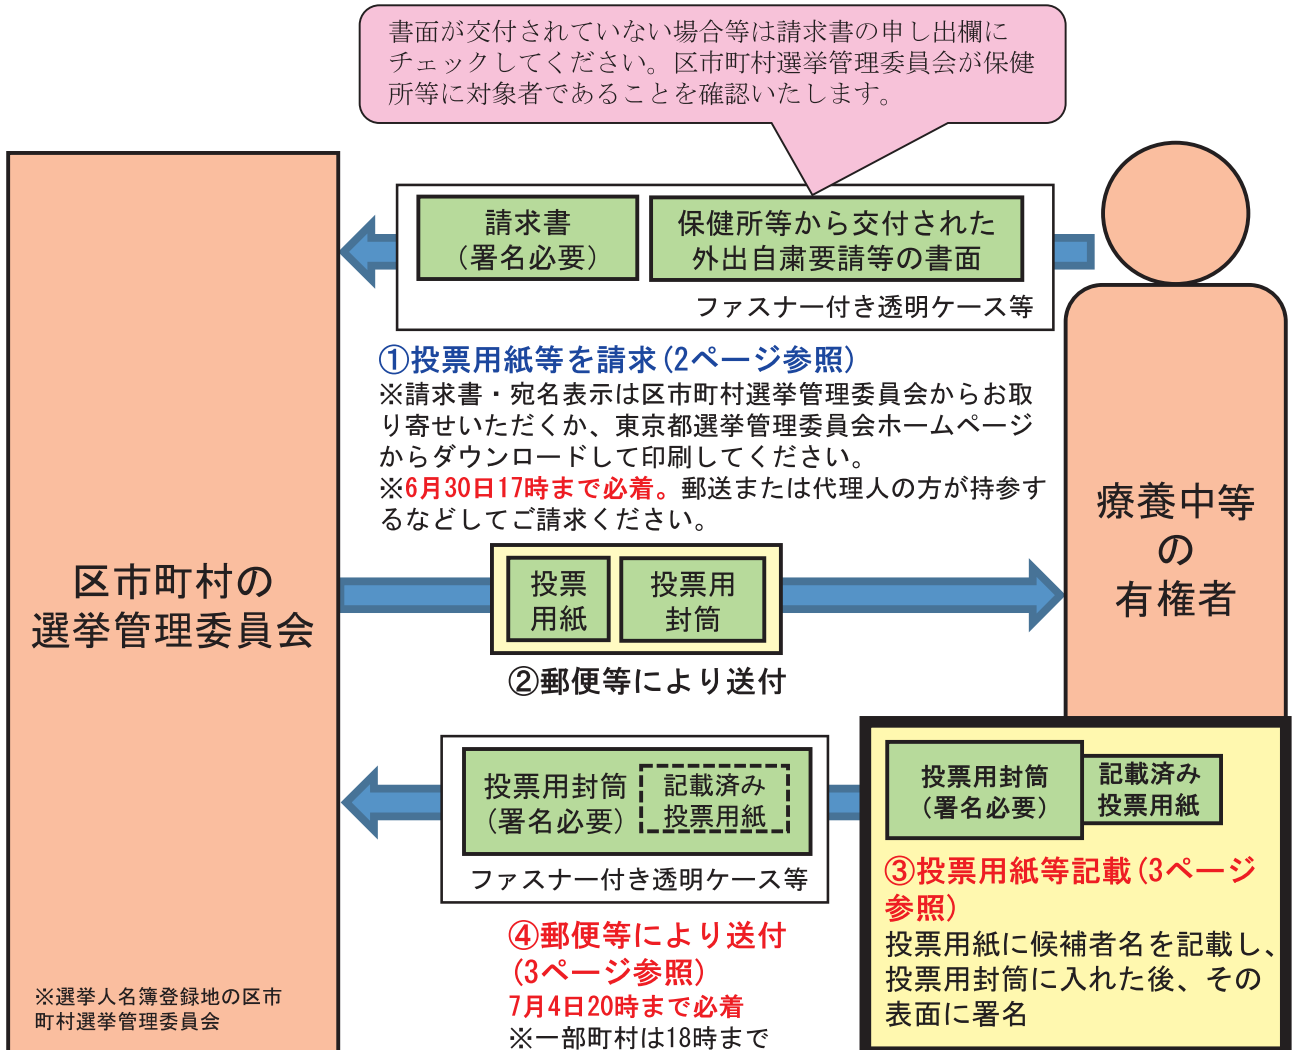 書面が交付されていない場合等は請求書の申し出欄に
チェックしてください。区市町村選挙管理委員会が保健
所等に対象者であることを確認いたします。
請求書
（署名必要）
保健所等から交付された
外出自粛要請等の書面
ファスナー付き透明ケース等
①投票用紙等を請求(2ページ参照)
※請求書・宛名表示は区市町村選挙管理委員会からお取
り寄せいただくか、東京都選挙管理委員会ホームページ
からダウンロードして印刷してください。
※6月30日17時まで必着。郵送または代理人の方が持参す
るなどしてご請求ください。
区市町村の
選挙管理委員会
療養中等
の
有権者
投票
用紙
投票用
封筒
②郵便等により送付
投票用封筒
（署名必要）
記載済み
投票用紙
ファスナー付き透明ケース等
④郵便等により送付
(3ページ参照)
7月4日20時まで必着
※一部町村は18時まで
投票用封筒
（署名必要）
記載済み
投票用紙
③投票用紙等記載(3ページ
参照)
投票用紙に候補者名を記載し、
投票用封筒に入れた後、その
表面に署名
※選挙人名簿登録地の区市
町村選挙管理委員会